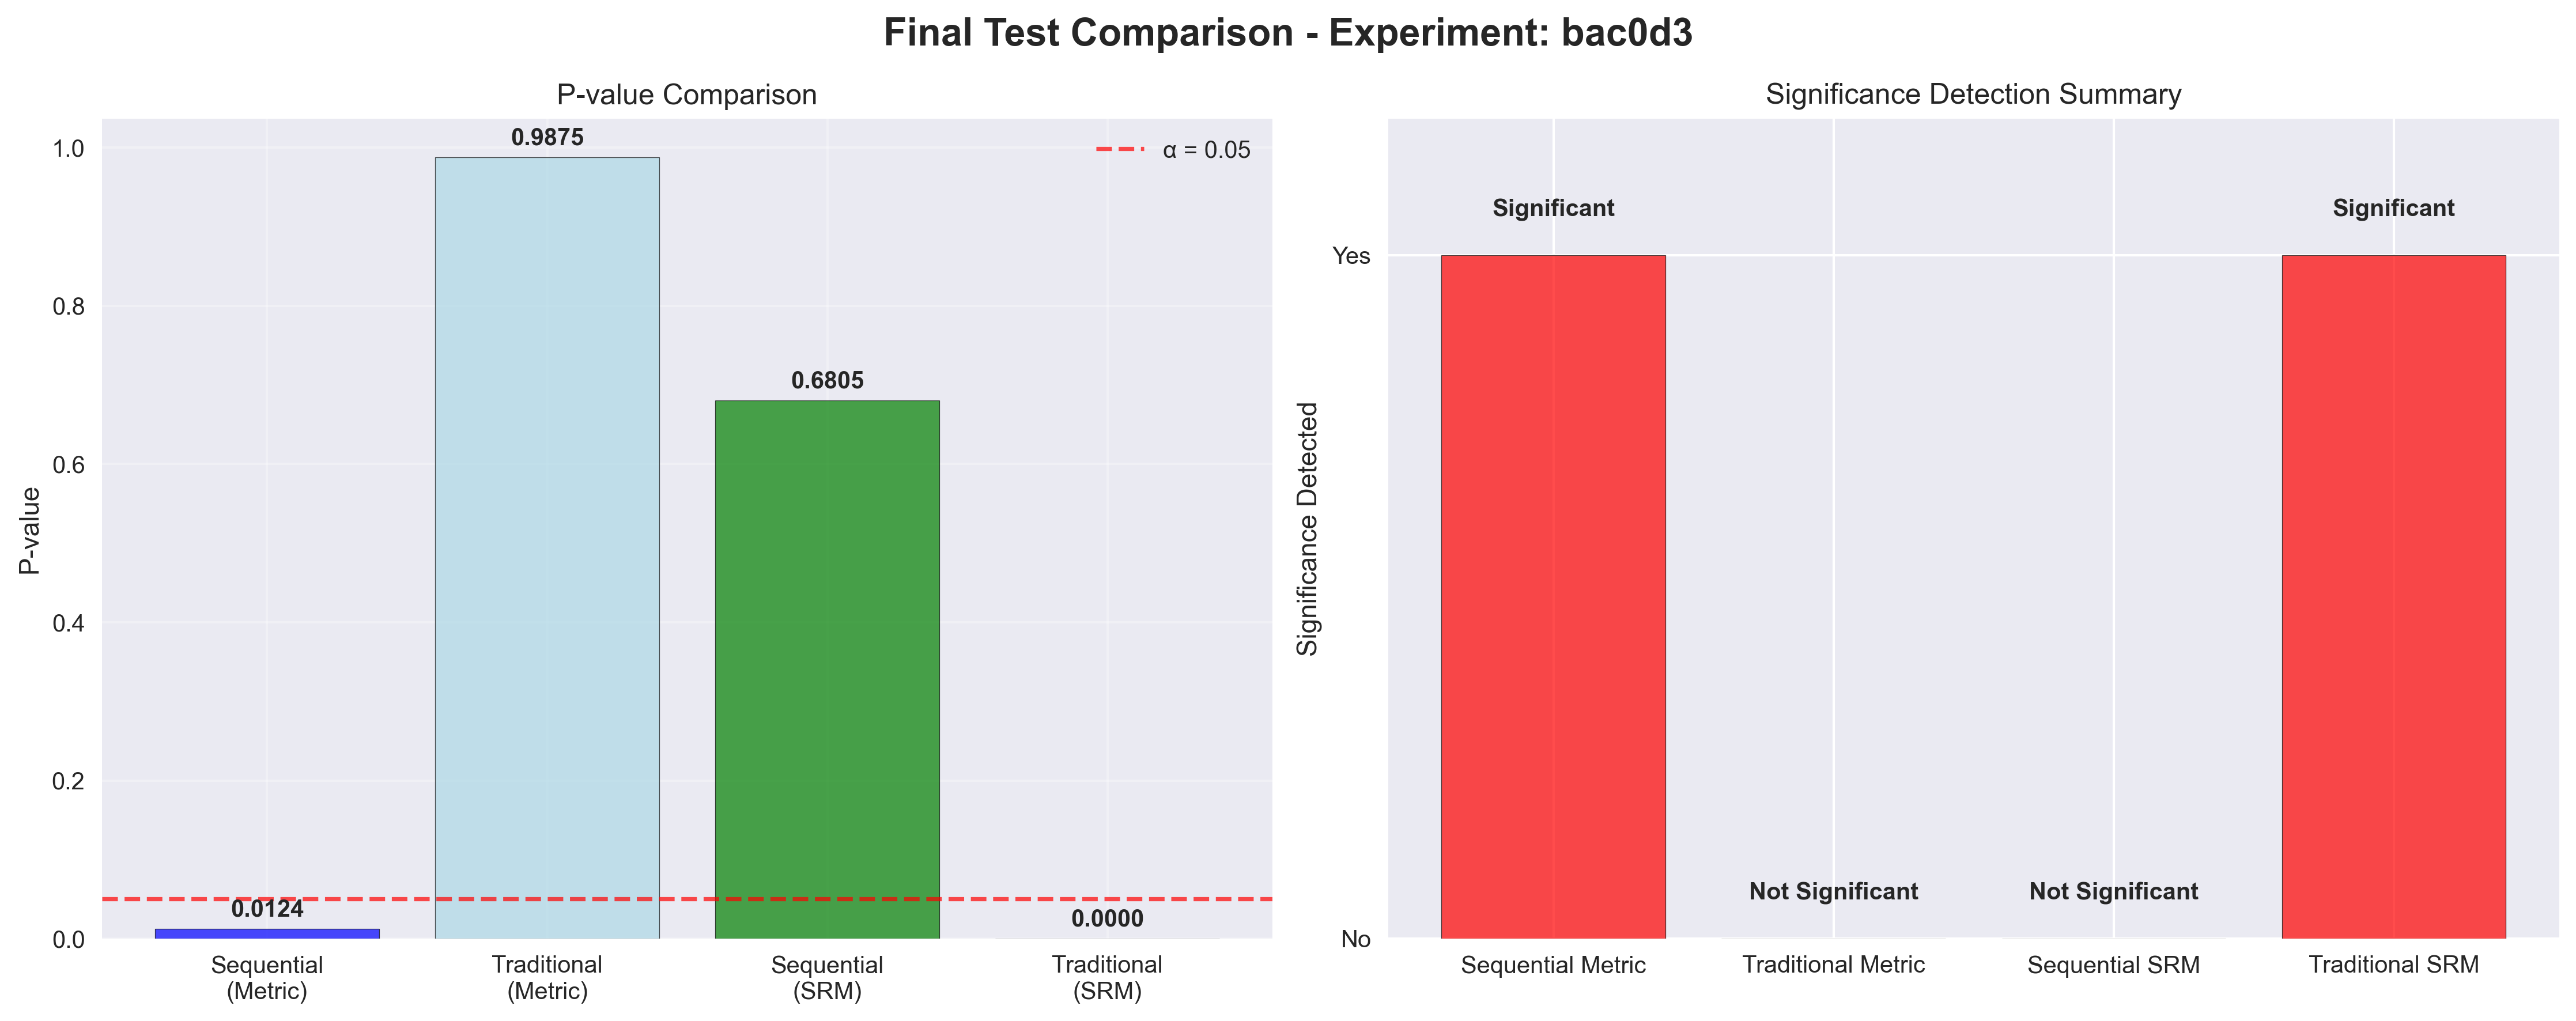 Final Test Comparison - Experiment: bac0d3
P-value Comparison
P-value
1.0
0.8
0.6
0.4
0.2
0.0
0.0124
0.9875
0.6805
0.0000
α = 0.05
Sequential
(Metric)
Traditional
(Metric)
Sequential
(SRM)
Traditional
(SRM)
Significance Detection Summary
Significance Detected
Yes
No
Significant
Not Significant
Not Significant
Significant
Sequential Metric
Traditional Metric
Sequential SRM
Traditional SRM